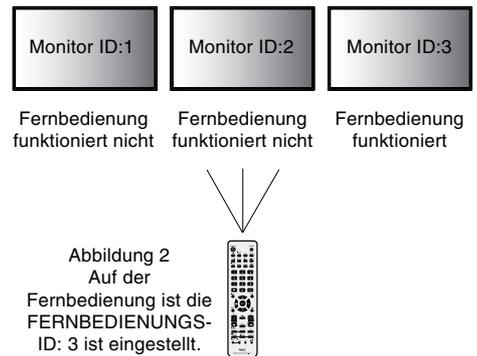 Monitor ID:1 Monitor ID:2 Monitor ID:3
Fernbedienung Fernbedienung Fernbedienung
funktioniert nicht funktioniert nicht funktioniert
Abbildung 2
Auf der
Fernbedienung ist die
FERNBEDIENUNGS-
ID: 3 ist eingestellt.